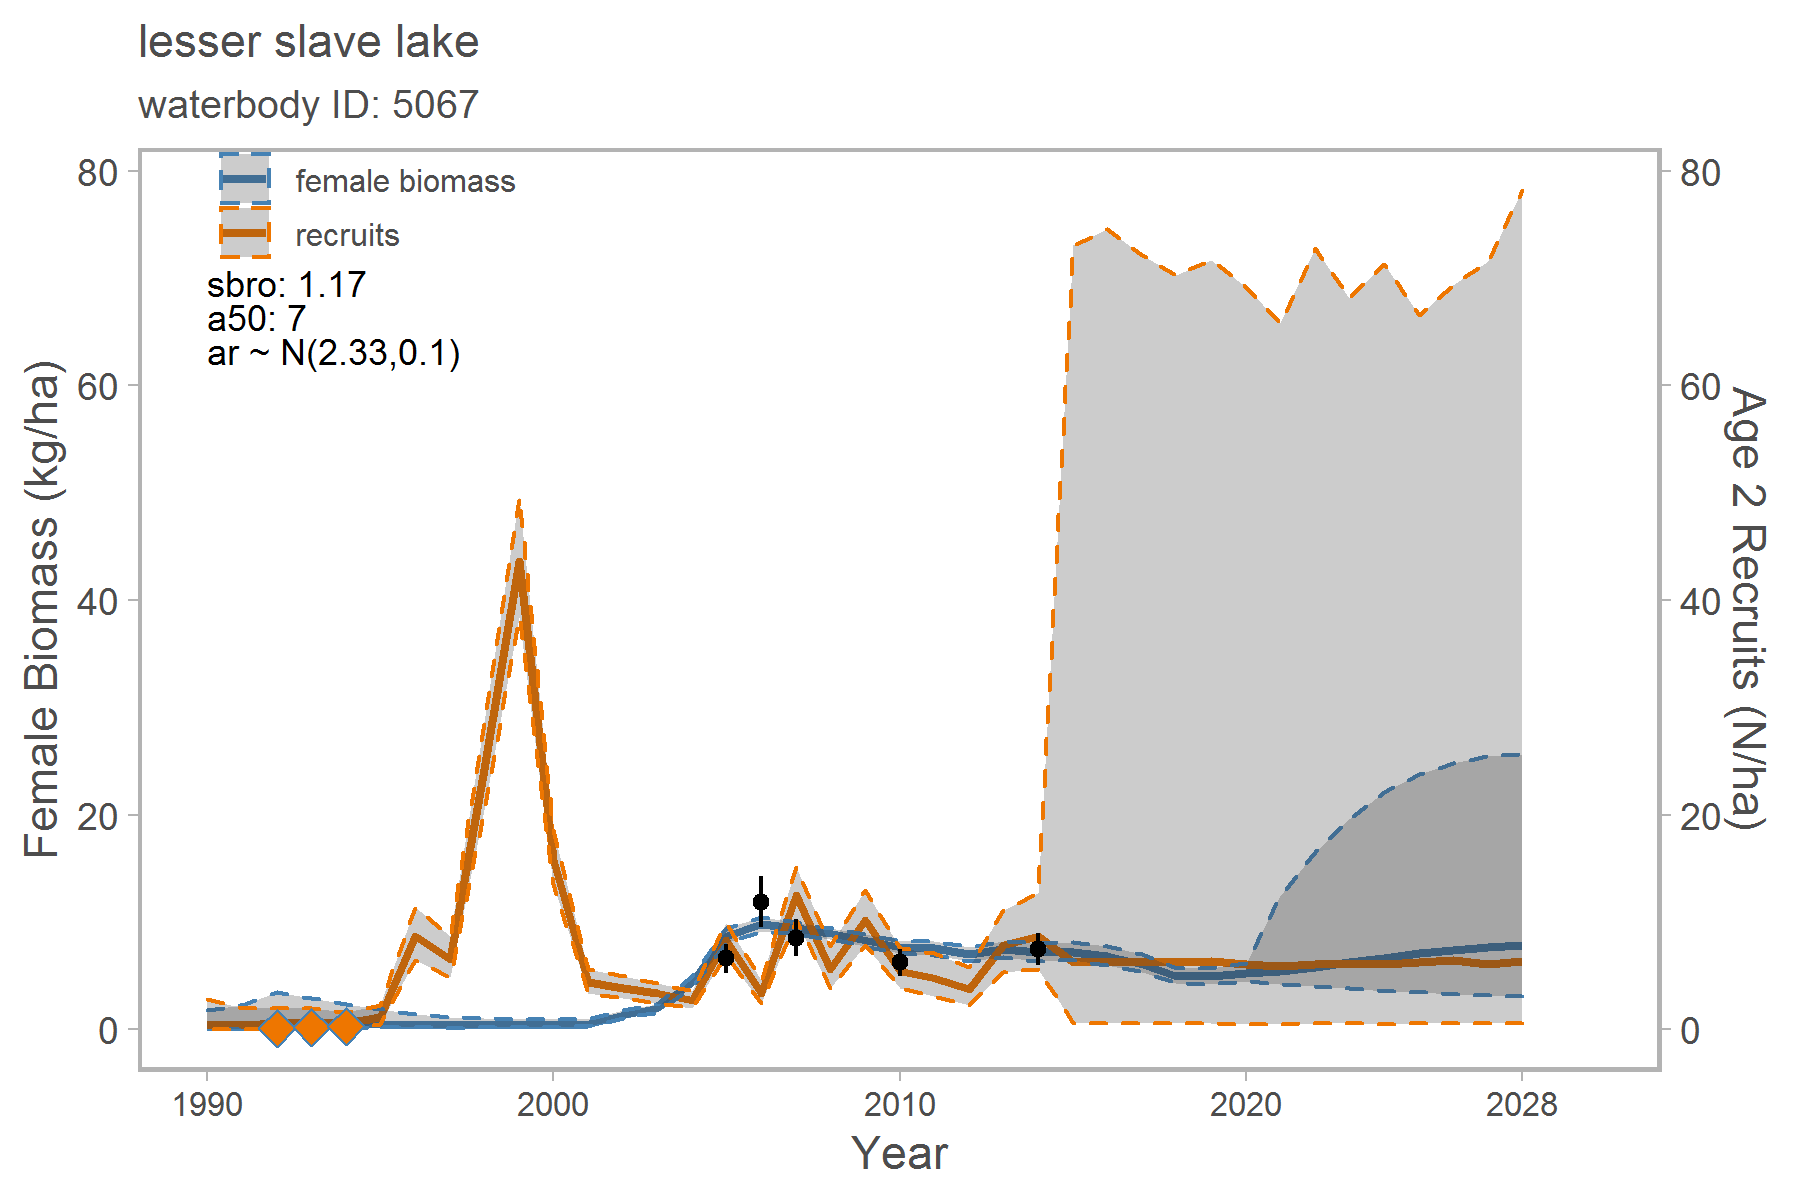 lesser slave lake
waterbody ID: 5067
female biomass
recruits
sbro: 1.17
a50: 7
ar ~ N(2.33,0.1)
Female Biomass (kg/ha)
80
60
40
20
0
80
60
40
20
0
Age 2 Recruits (N/ha)
1990 2000 2010 2020 2028
Year